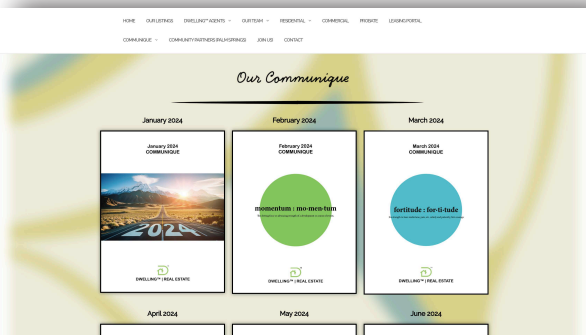 HOME OUR LISTINGS DWELLING™ AGENTS OUR TEAM RESIDENTIAL COMMERCIAL PROBATE LEASING PORTAL
COMMUNIQUE COMMUNITY PARTNERS (PALM SPRINGS) JOIN US! CONTACT
Our Communique
January 2024 February 2024 March 2024
January 2024
COMMUNIQUE
2024
DWELLING™ | REAL ESTATE
February 2024
COMMUNIQUE
momentum : mo·men·tum
DWELLING™ | REAL ESTATE
March 2024
COMMUNIQUE
fortitude : for·ti·tude
DWELLING™ | REAL ESTATE
April 2024 May 2024 June 2024